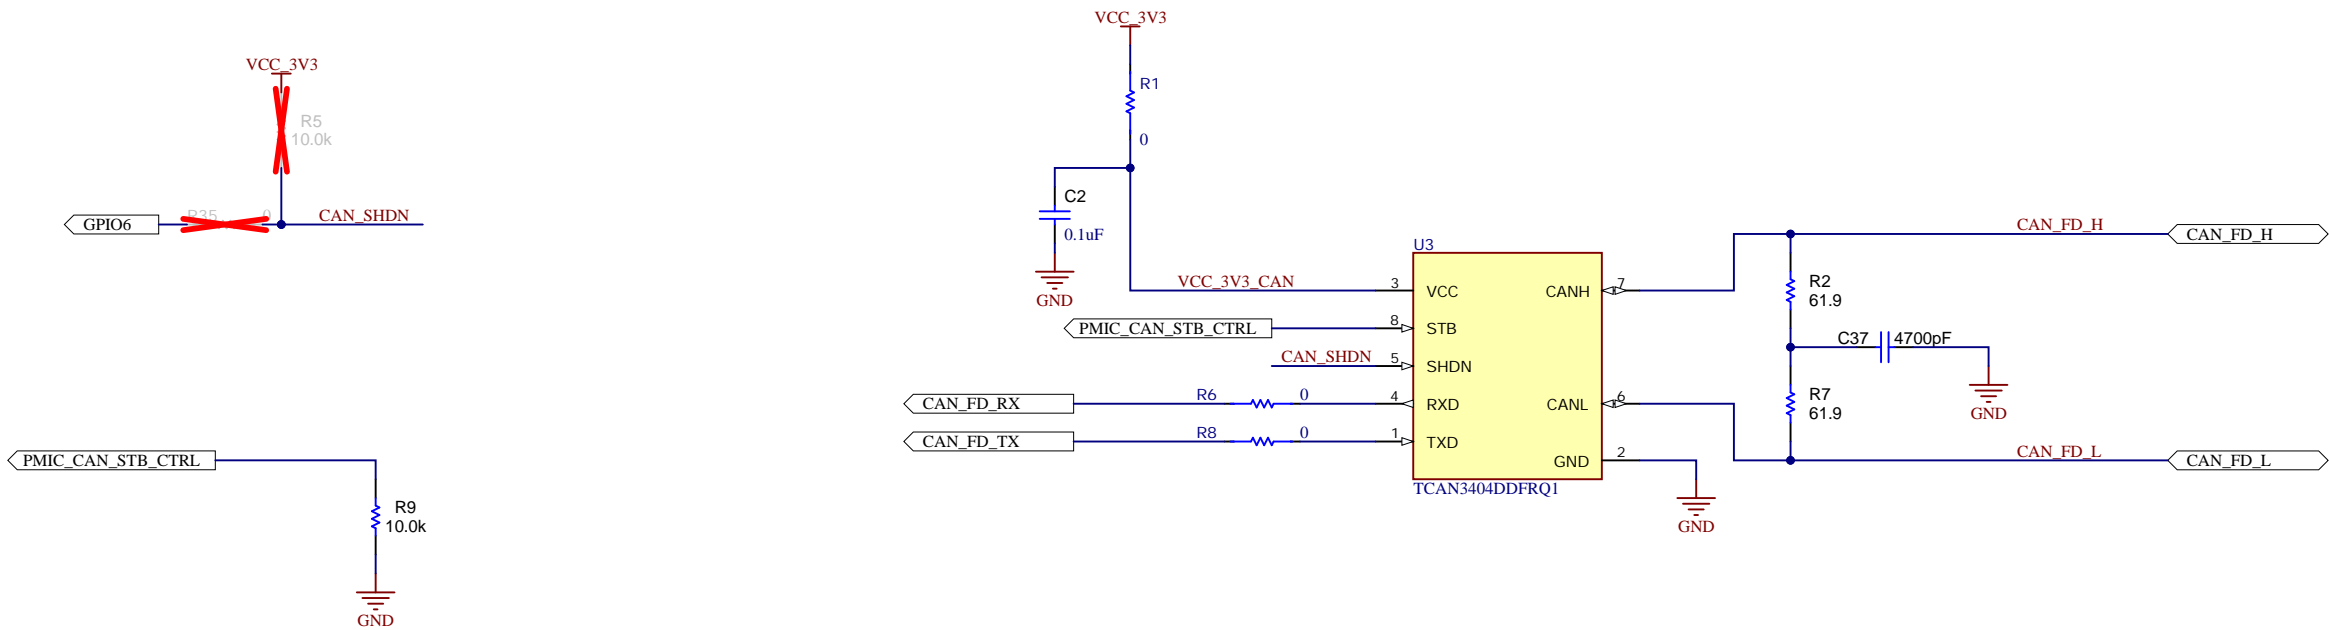 VCC_3V3
R5
10.0k
R35
0
GPIO6
CAN_SHDN
PMIC_CAN_STB_CTRL
R9
10.0k
GND
VCC_3V3
R1
0
C2
0.1uF
GND
U3
VCC_3V3_CAN
3
VCC
PMIC_CAN_STB_CTRL
8
STB
CAN_SHDN
5
SHDN
CAN_FD_RX
R6
0
4
RXD
CAN_FD_TX
R8
0
1
TXD
CANH
7
CANL
6
GND
2
TCAN3404DDFRQ1
GND
CAN_FD_H
CAN_FD_H
R2
61.9
C37
4700pF
GND
R7
61.9
CAN_FD_L
CAN_FD_L